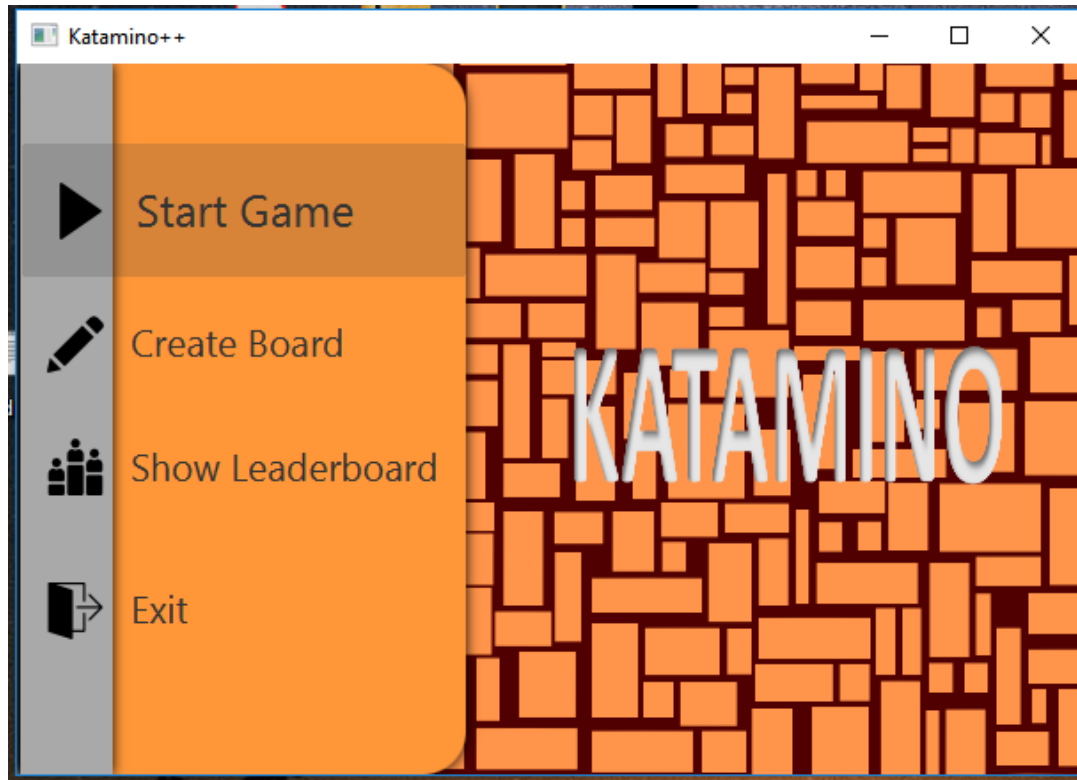 Katamino++
Start Game
Create Board
Show Leaderboard
Exit
KATAMINO